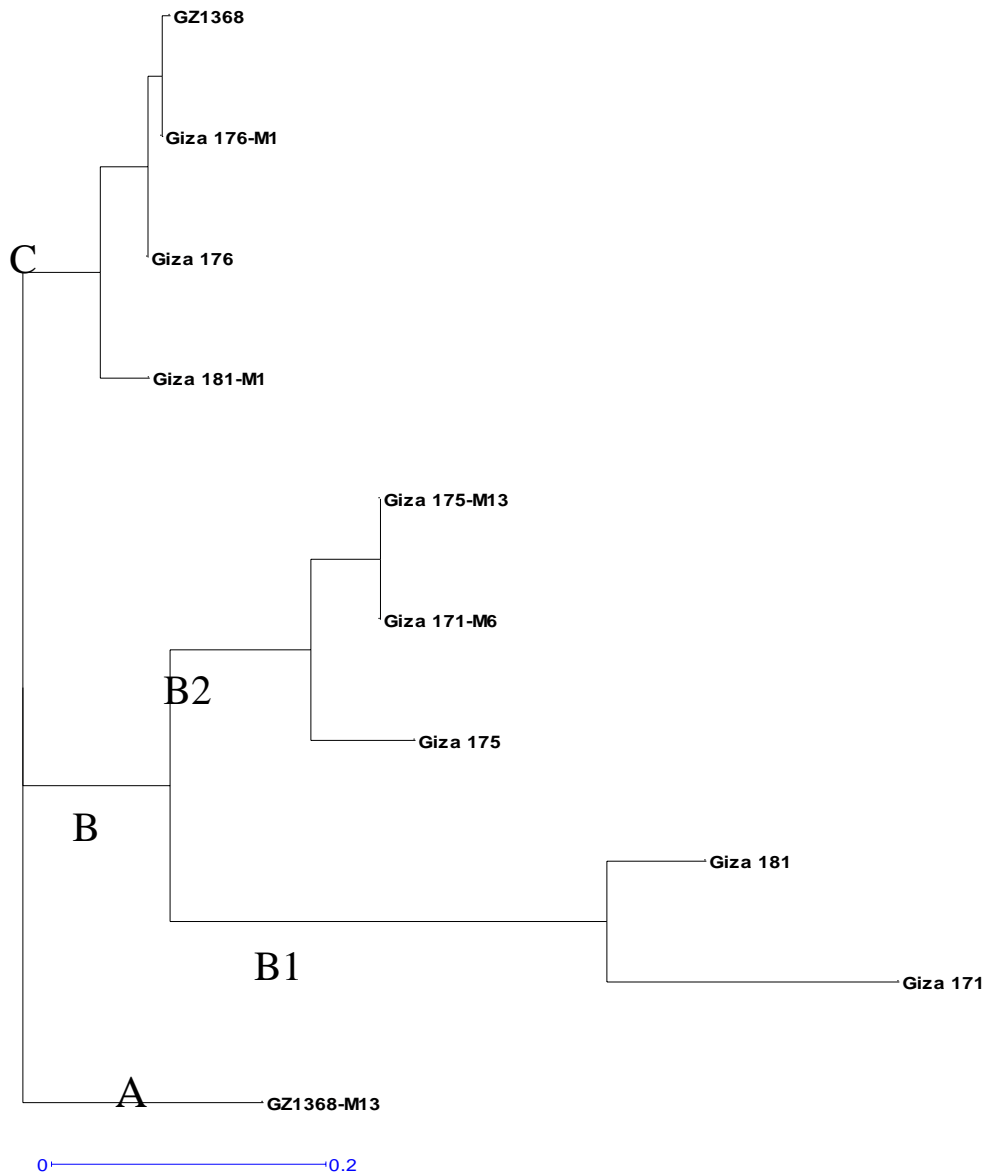 GZ1368
Giza 176-M1
C
Giza 176
Giza 181-M1
Giza 175-M13
Giza 171-M6
B2
Giza 175
B
Giza 181
B1
Giza 171
A
GZ1368-M13
0 0.2